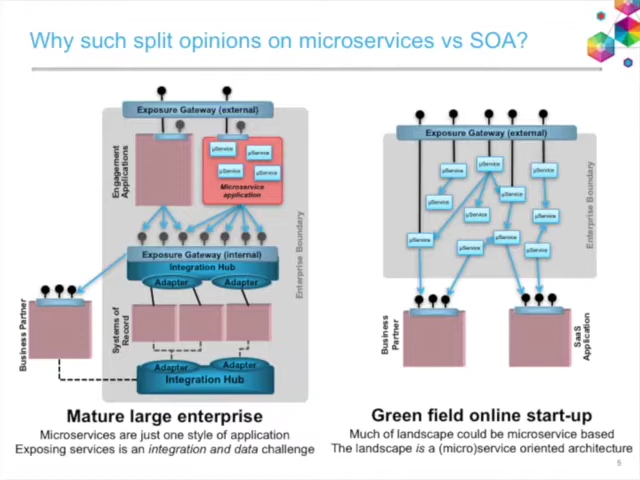 Why such split opinions on microservices vs SOA?
Exposure Gateway (external)
Engagement
Applications
µService
µService
µService
µService
Microservice
application
Exposure Gateway (internal)
Integration Hub
Adapter
Adapter
Enterprise Boundary
Business Partner
Systems of
Record
Adapter
Adapter
Integration Hub
Mature large enterprise
Microservices are just one style of application
Exposing services is an integration and data challenge
Exposure Gateway (external)
µService
µService
µService
µService
µService
µService
µService
µService
µService
µService
µService
Enterprise Boundary
Business
Partner
SaaS
Application
Green field online start-up
Much of landscape could be microservice based
The landscape is a (micro)service oriented architecture
5